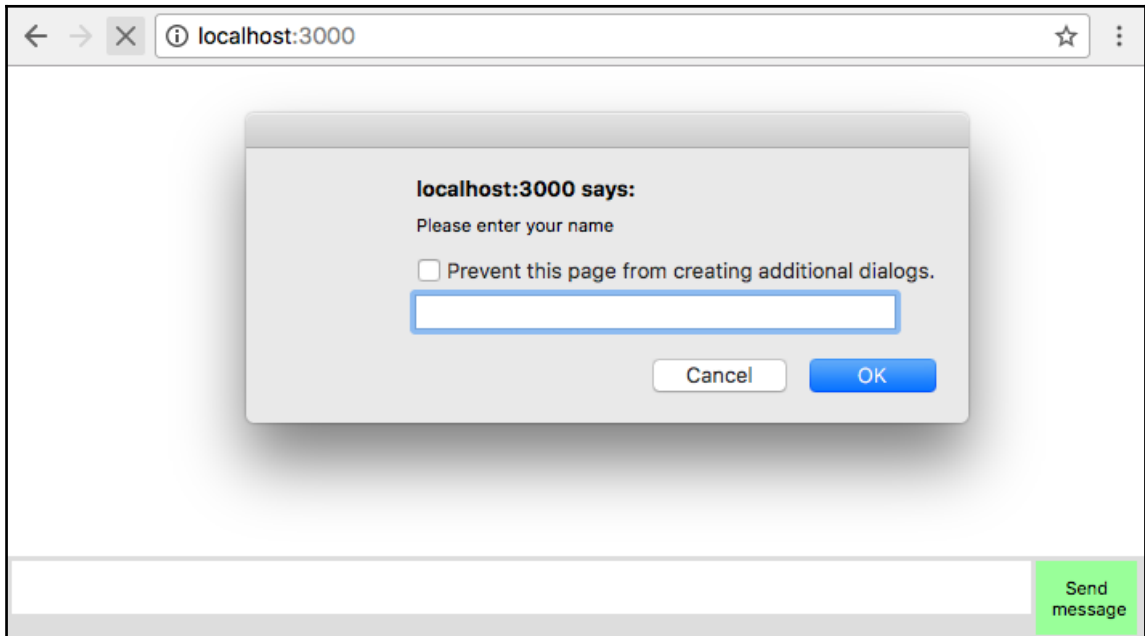 localhost:3000
localhost:3000 says:
Please enter your name
Prevent this page from creating additional dialogs.
Cancel
OK
Send
message